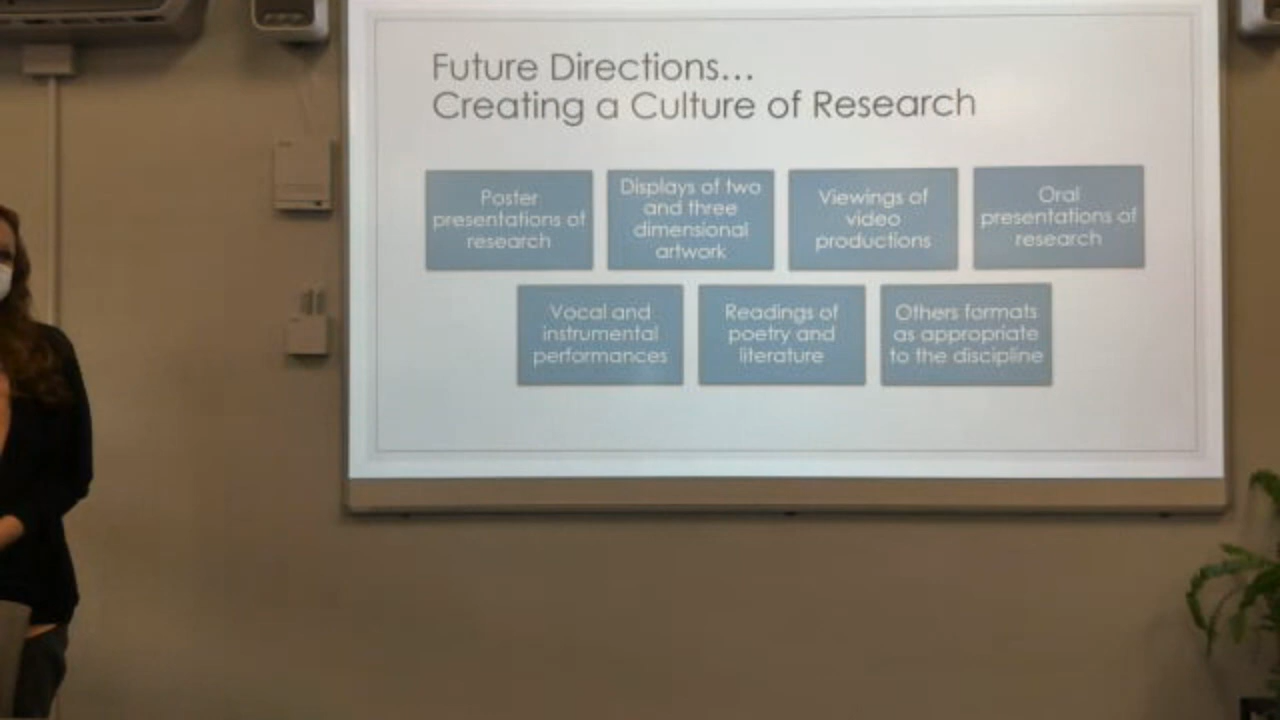 Future Directions...
Creating a Culture of Research
Poster
presentations of
research
Displays of two
and three
dimensional
artwork
Viewings of
video
productions
Oral
presentations of
research
Vocal and
instrumental
performances
Readings of
poetry and
literature
Others formats
as appropriate
to the discipline